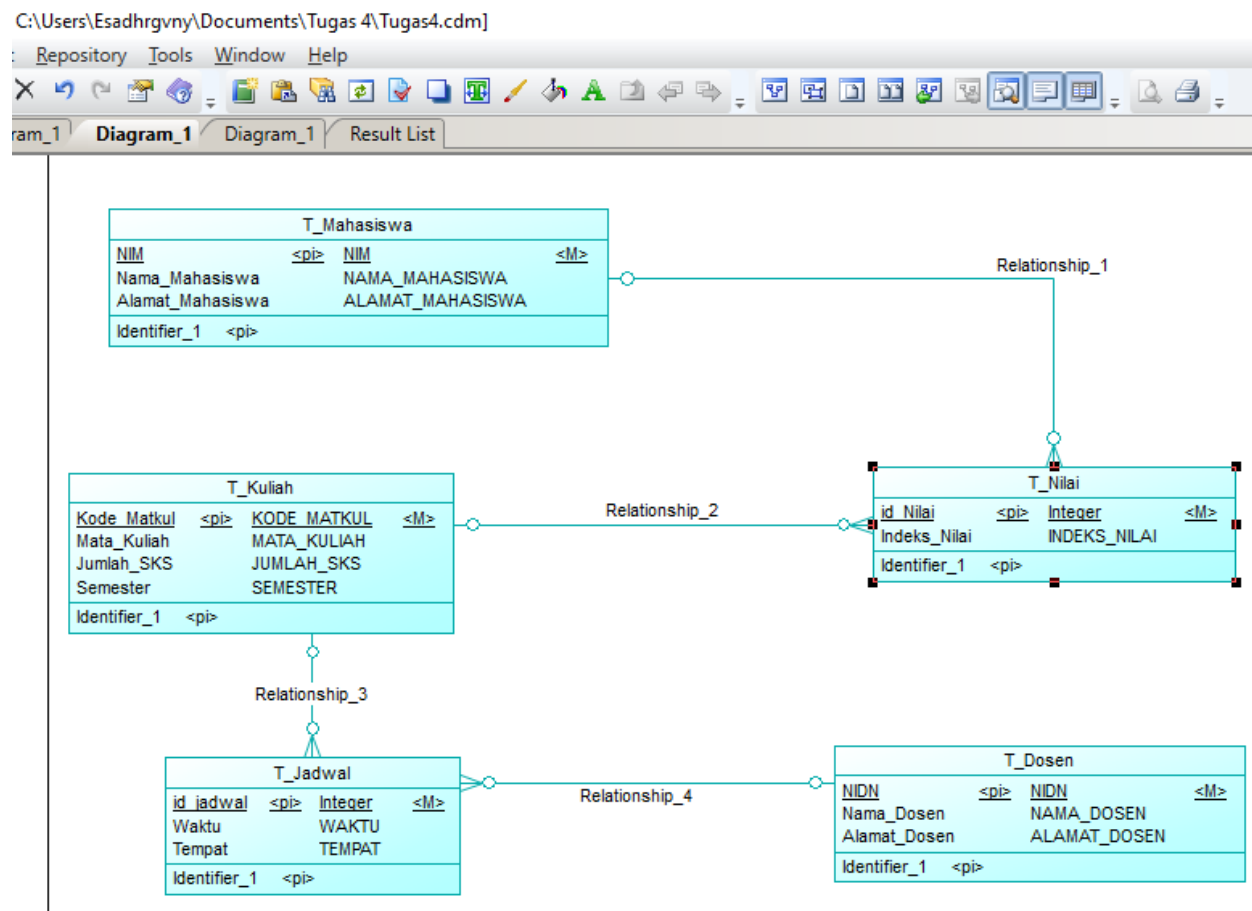 C:\Users\Esadhrgvny\Documents\Tugas 4\Tugas4.cdm]
Repository Tools Window Help
ram_1 Diagram_1 Diagram_1 Result List
T_Mahasiswa
NIM <pi> NIM <M>
Nama_Mahasiswa NAMA_MAHASISWA
Alamat_Mahasiswa ALAMAT_MAHASISWA
Identifier_1 <pi>
Relationship_1
T_Kuliah
Kode_Matkul <pi> KODE_MATKUL <M>
Mata_Kuliah MATA_KULIAH
Jumlah_SKS JUMLAH_SKS
Semester SEMESTER
Identifier_1 <pi>
Relationship_2
T_Nilai
id_Nilai <pi> Integer <M>
Indeks_Nilai INDEKS_NILAI
Identifier_1 <pi>
Relationship_3
T_Jadwal
id_jadwal <pi> Integer <M>
Waktu WAKTU
Tempat TEMPAT
Identifier_1 <pi>
Relationship_4
T_Dosen
NIDN <pi> NIDN <M>
Nama_Dosen NAMA_DOSEN
Alamat_Dosen ALAMAT_DOSEN
Identifier_1 <pi>